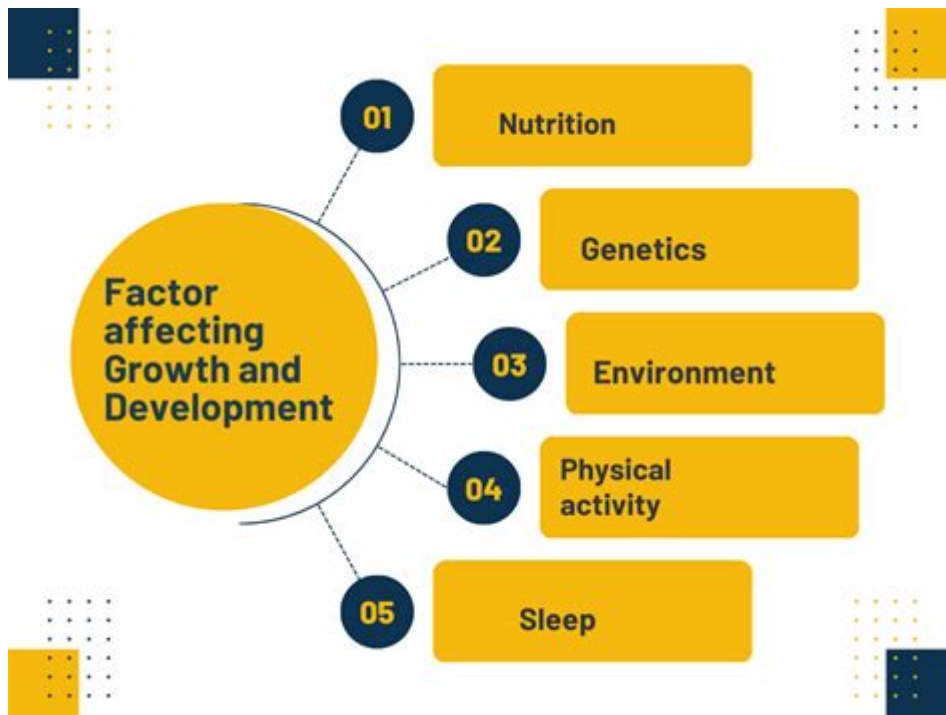 Factor
affecting
Growth and
Development
01
Nutrition
02
Genetics
03
Environment
04
Physical
activity
05
Sleep